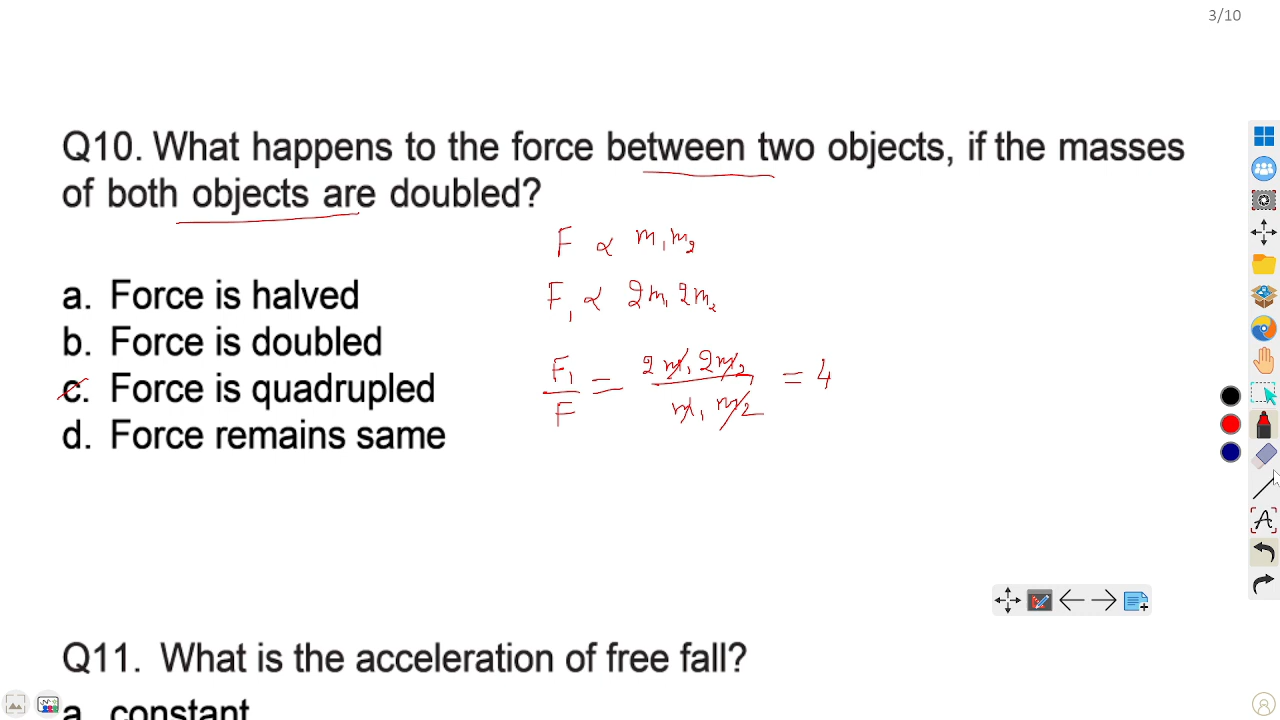 3/10
Q10. What happens to the force between two objects, if the masses
of both objects are doubled?
F ∝ m₁m₂
a. Force is halved
F₁ ∝ 2m₁ 2m₂
b. Force is doubled
c. Force is quadrupled
F₁/F = 2m₁ 2m₂/m₁ m₂ = 4
d. Force remains same
Q11. What is the acceleration of free fall?
a. constant